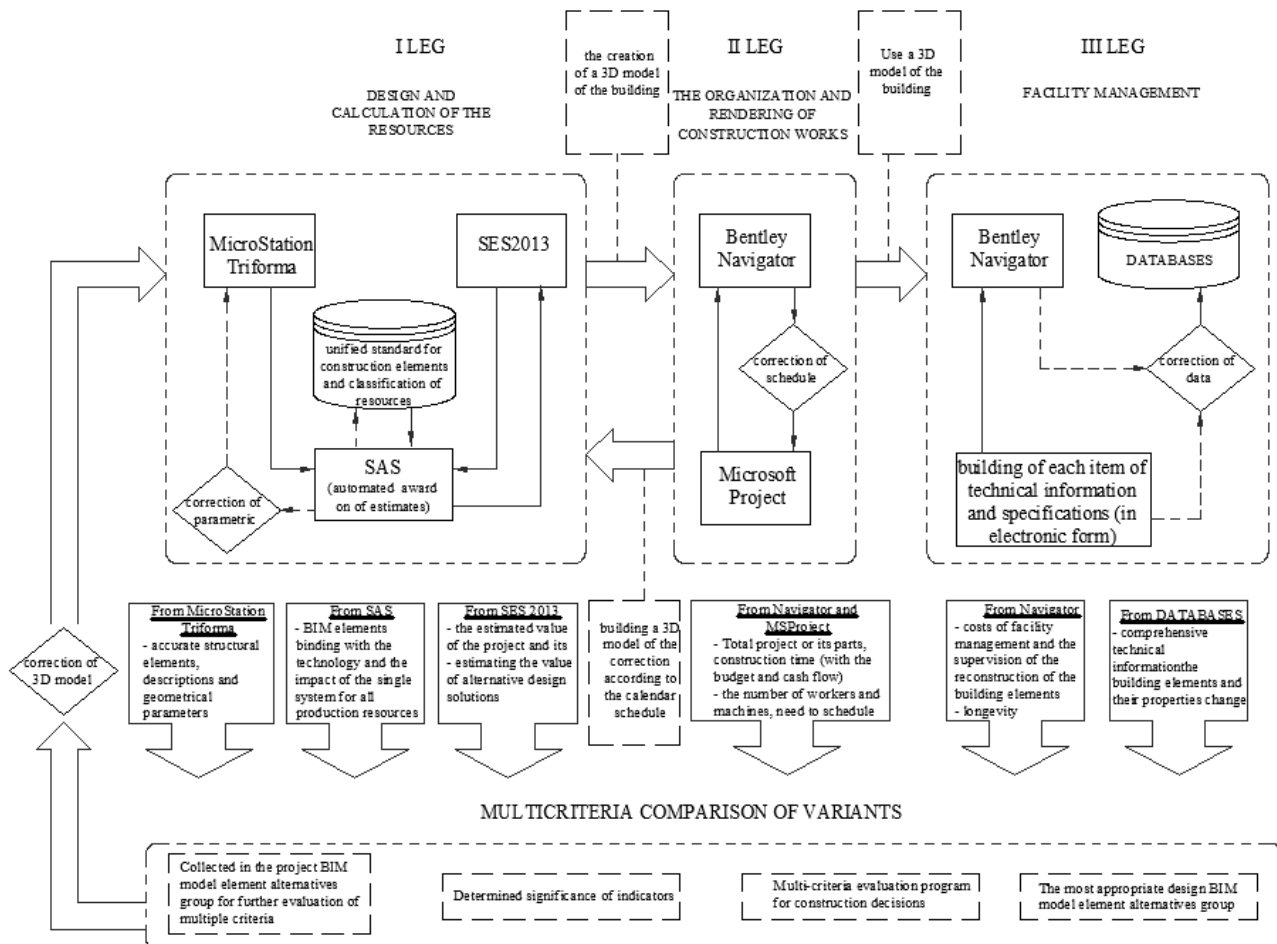 I LEG
DESIGN AND
CALCULATION OF THE
RESOURCES
the creation
of a 3D model
of the building
II LEG
THE ORGANIZATION AND
RENDERING OF
CONSTRUCTION WORKS
Use a 3D
model of the
building
III LEG
FACILITY MANAGEMENT
MicroStation
Triforma
SES2013
unified standard for
construction elements
and classification of
resources
SAS
(automated award
on of estimates)
correction of
parametric
Bentley
Navigator
correction of
schedule
Microsoft
Project
Bentley
Navigator
DATABASES
correction of
data
building of each item of
technical information
and specifications (in
electronic form)
correction of
3D model
From MicroStation
Triforma
- accurate structural
elements,
descriptions and
geometrical
parameters
From SAS
- BIM elements
binding with the
technology and the
impact of the single
system for all
production resources
From SES 2013
- the estimated value
of the project and its
- estimating the value
of alternative design
solutions
building a 3D
model of the
correction
according to
the calendar
schedule
From Navigator and
MSProject
- Total project or its parts,
construction time (with the
budget and cash flow)
- the number of workers and
machines, need to schedule
From Navigator
- costs of facility
management and the
supervision of the
reconstruction of the
building elements
- longevity
From DATABASES
- comprehensive
technical
informationthe
building elements and
their properties change
MULTICRITERIA COMPARISON OF VARIANTS
Collected in the project BIM
model element alternatives
group for further evaluation of
multiple criteria
Determined significance of indicators
Multi-criteria evaluation program
for construction decisions
The most appropriate design BIM
model element alternatives group